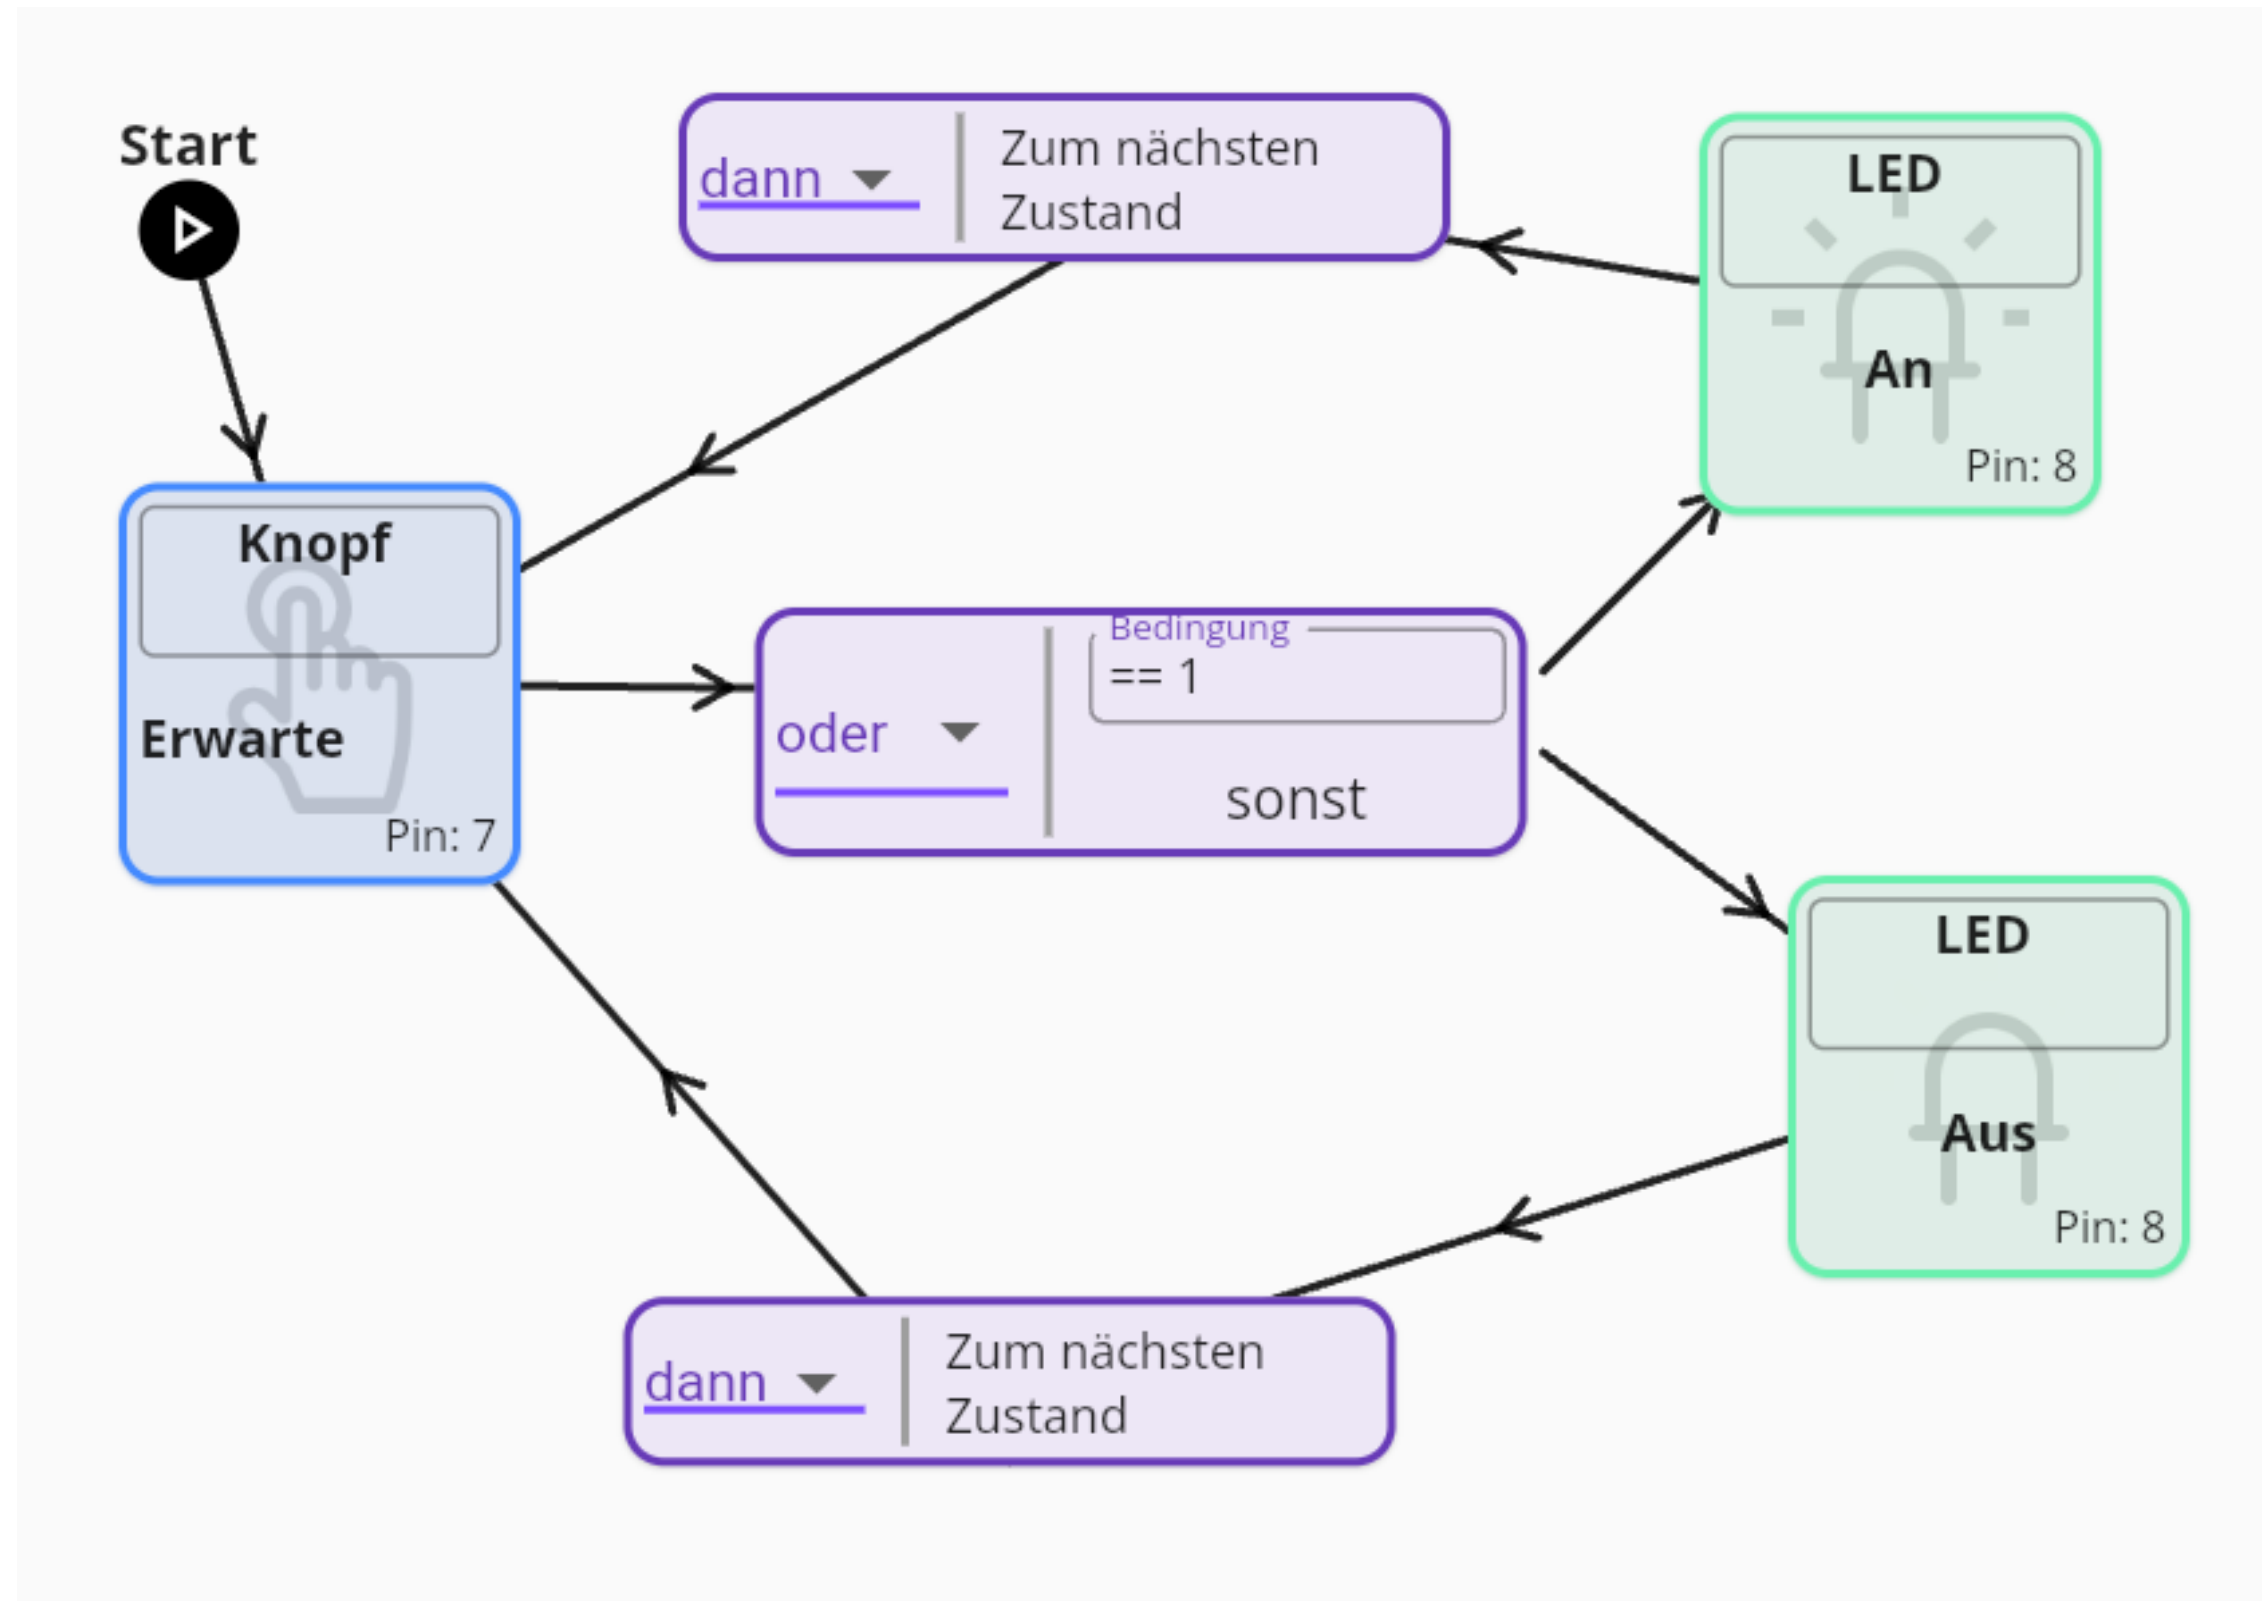 Start
dann
Zum nächsten
Zustand
LED
An
Pin: 8
Knopf
Erwarte
Pin: 7
oder
Bedingung
== 1
sonst
LED
Aus
Pin: 8
dann
Zum nächsten
Zustand